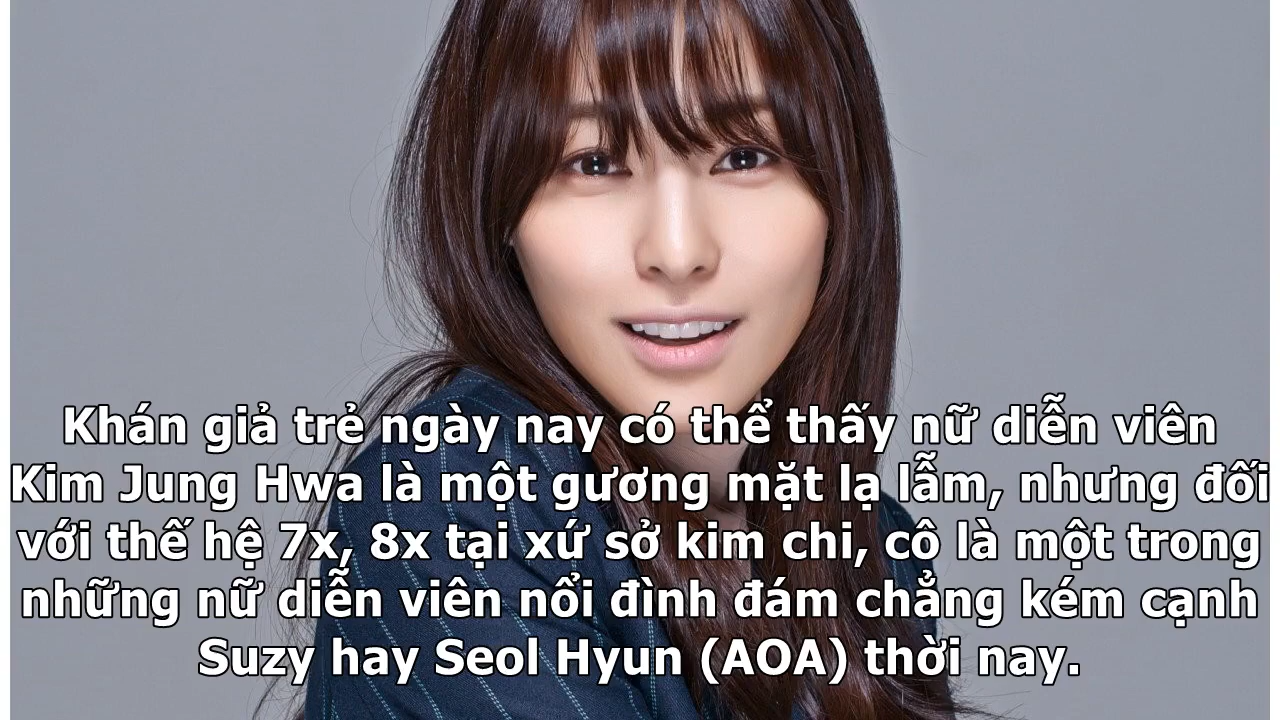 Khán giả trẻ ngày nay có thể thấy nữ diễn viên
Kim Jung Hwa là một gương mặt lạ lẫm, nhưng đối
với thế hệ 7x, 8x tại xứ sở kim chi, cô là một trong
những nữ diễn viên nổi đình đám chẳng kém cạnh
Suzy hay Seol Hyun (AOA) thời nay.